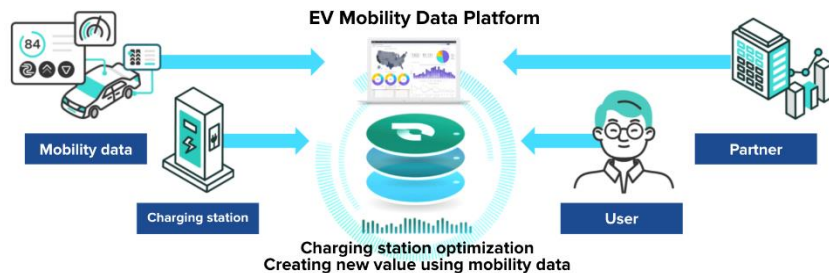 EV Mobility Data Platform
84
Mobility data
Charging station
Partner
User
Charging station optimization
Creating new value using mobility data